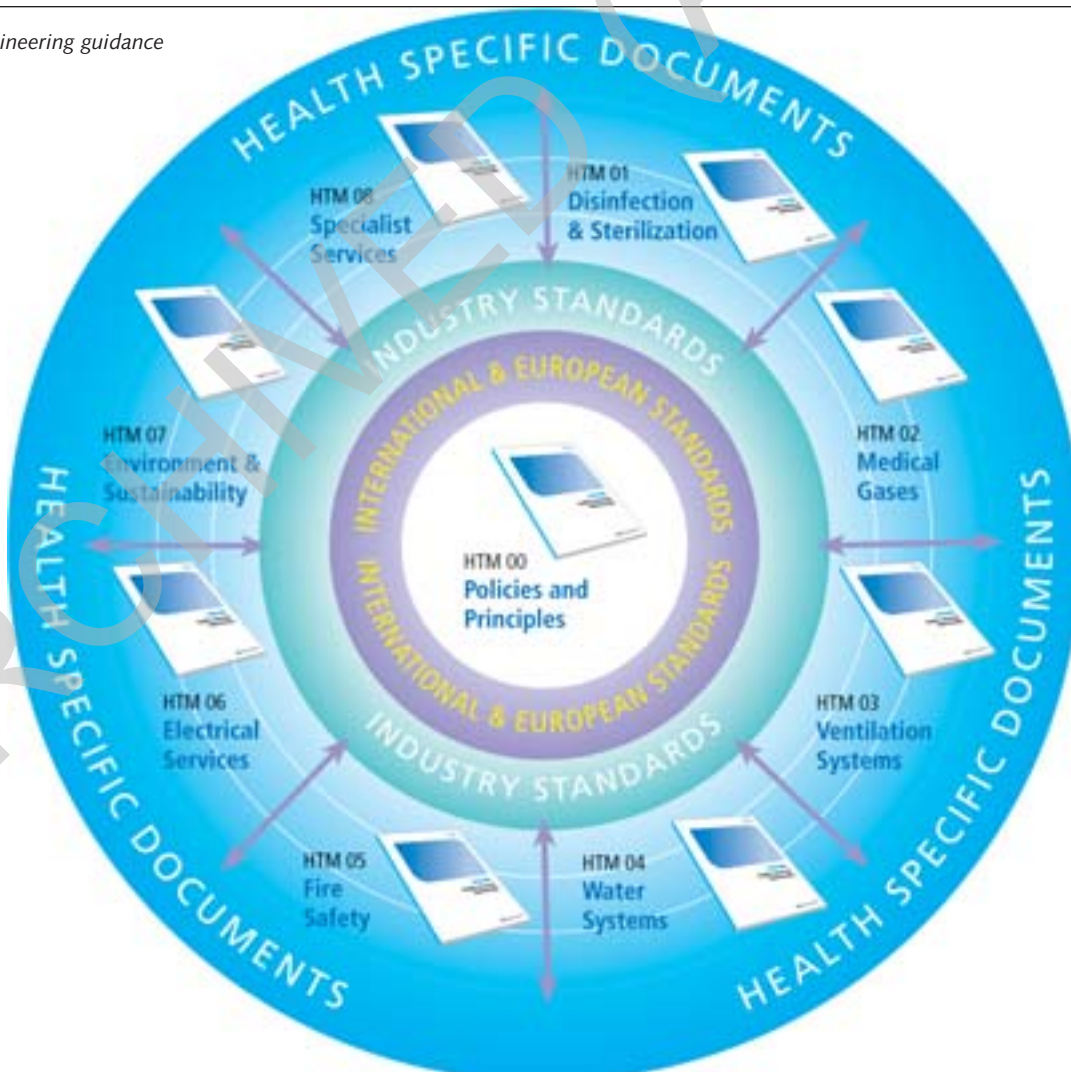 ineering guidance
HEALTH SPECIFIC DOCUMENTS
HTM 08
Specialist
Services
HTM 01
Disinfection
& Sterilization
INDUSTRY STANDARDS
INTERNATIONAL & EUROPEAN STANDARDS
HTM 07
Environment &
Sustainability
HTM 02
Medical
Gases
HTM 00
Policies and
Principles
HEALTH SPECIFIC DOCUMENTS
HEALTH SPECIFIC DOCUMENTS
INTERNATIONAL & EUROPEAN STANDARDS
INDUSTRY STANDARDS
HTM 06
Electrical
Services
HTM 03
Ventilation
Systems
HTM 05
Fire
Safety
HTM 04
Water
Systems
RCHIVED